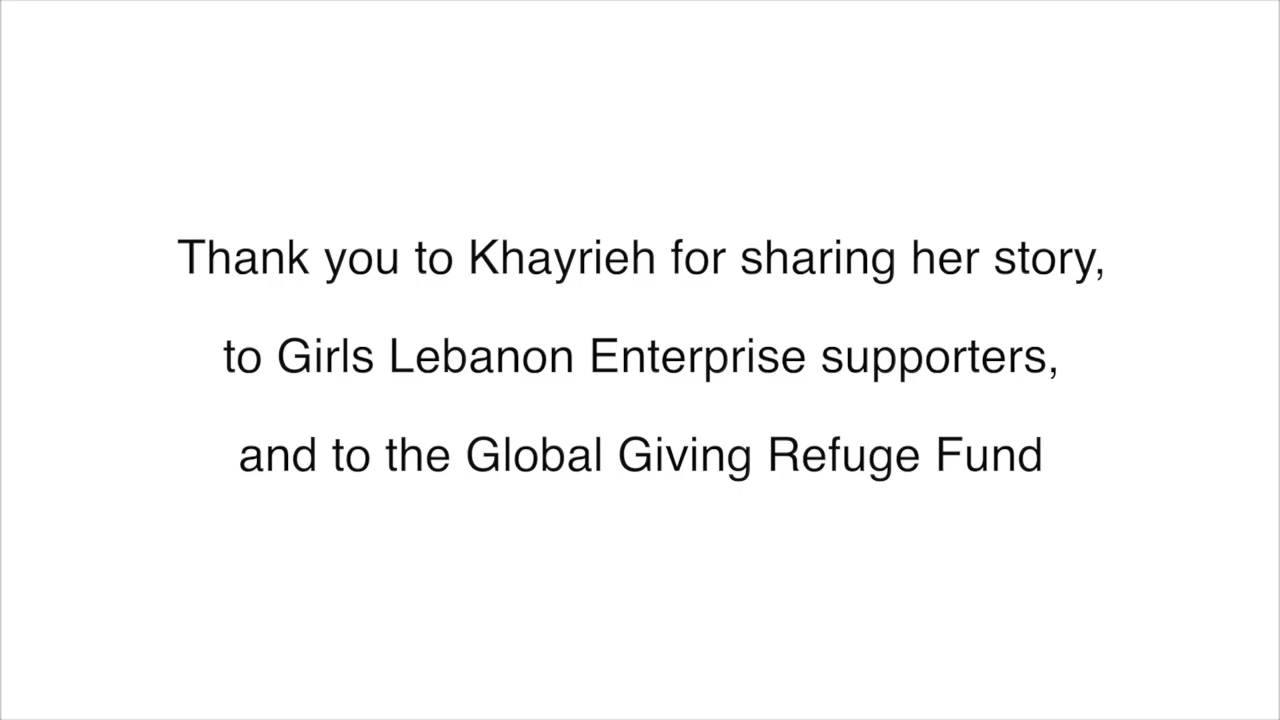 Thank you to Khayrieh for sharing her story,
to Girls Lebanon Enterprise supporters,
and to the Global Giving Refuge Fund